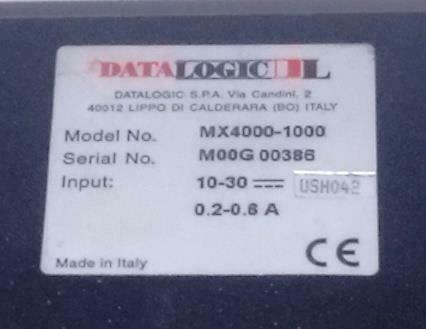 DATALOGIC
DATALOGIC S.P.A. Via Candini, 2
40012 LIPPO DI CALDERARA (BO) ITALY
Model No. MX4000-1000
Serial No. M00G 00386
Input: 10-30 ⎓ USH042
0.2-0.6 A
Made in Italy CE